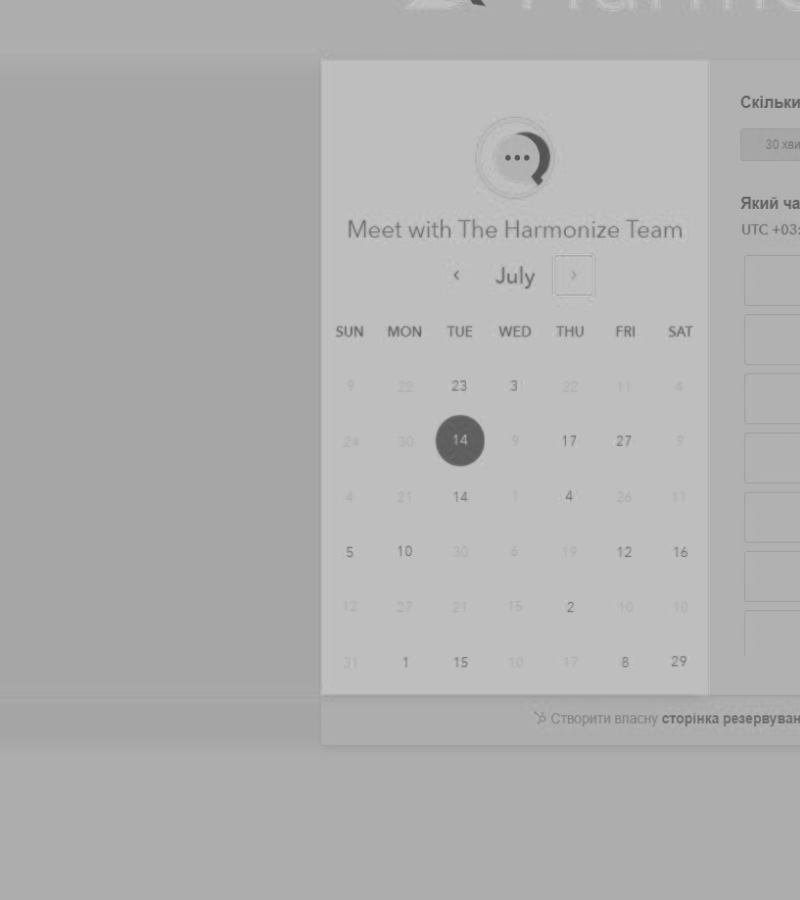 Meet with The Harmonize Team
July
SUN MON TUE WED THU FRI SAT
9 22 23 3 22 11 4
24 30 14 9 17 27 9
4 21 14 1 4 26 11
5 10 30 6 19 12 16
12 27 21 15 2 10 10
31 1 15 10 17 8 29
Скільки
30 хви
Який ча
UTC +03:
Створити власну сторінка резервуван